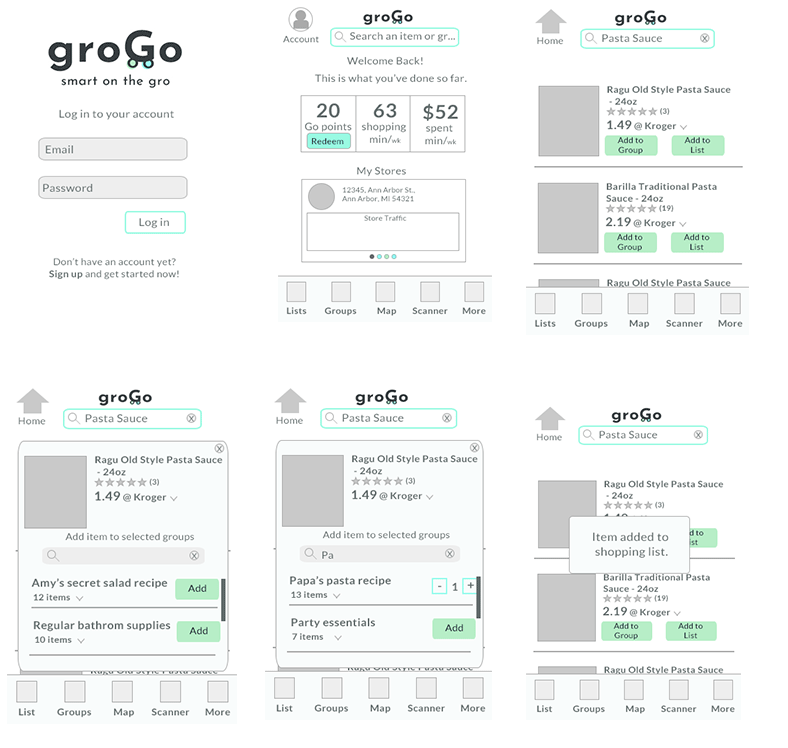 groGo
smart on the gro
Log in to your account
Email
Password
Log in
Don't have an account yet?
Sign up and get started now!
groGo
Account
Search an item or gr...
Welcome Back!
This is what you've done so far.
20 63 $52
Go points shopping spent
Redeem min/wk min/wk
My Stores
12345, Ann Arbor St.,
Ann Arbor, MI 54321
Store Traffic
Lists Groups Map Scanner More
groGo
Home
Pasta Sauce
Ragu Old Style Pasta Sauce
- 24oz
(3)
1.49 @ Kroger
Add to Group
Add to List
Barilla Traditional Pasta
Sauce - 24oz
(19)
2.19 @ Kroger
Add to Group
Add to List
Ragu Old Style Pasta Sauce
Lists Groups Map Scanner More
groGo
Home
Pasta Sauce
Ragu Old Style Pasta Sauce
- 24oz
(3)
1.49 @ Kroger
Add item to selected groups
Amy's secret salad recipe
12 items
Add
Regular bathrom supplies
10 items
Add
List Groups Map Scanner More
groGo
Home
Pasta Sauce
Ragu Old Style Pasta Sauce
- 24oz
(3)
1.49 @ Kroger
Add item to selected groups
Pa
Papa's pasta recipe
13 items
- 1 +
Party essentials
7 items
Add
List Groups Map Scanner More
groGo
Home
Pasta Sauce
Ragu Old Style Pasta Sauce
- 24oz
(3)
Item added to
shopping list.
Barilla Traditional Pasta
Sauce - 24oz
(19)
2.19 @ Kroger
Add to Group
Add to List
Ragu Old Style Pasta Sauce
List Groups Map Scanner More